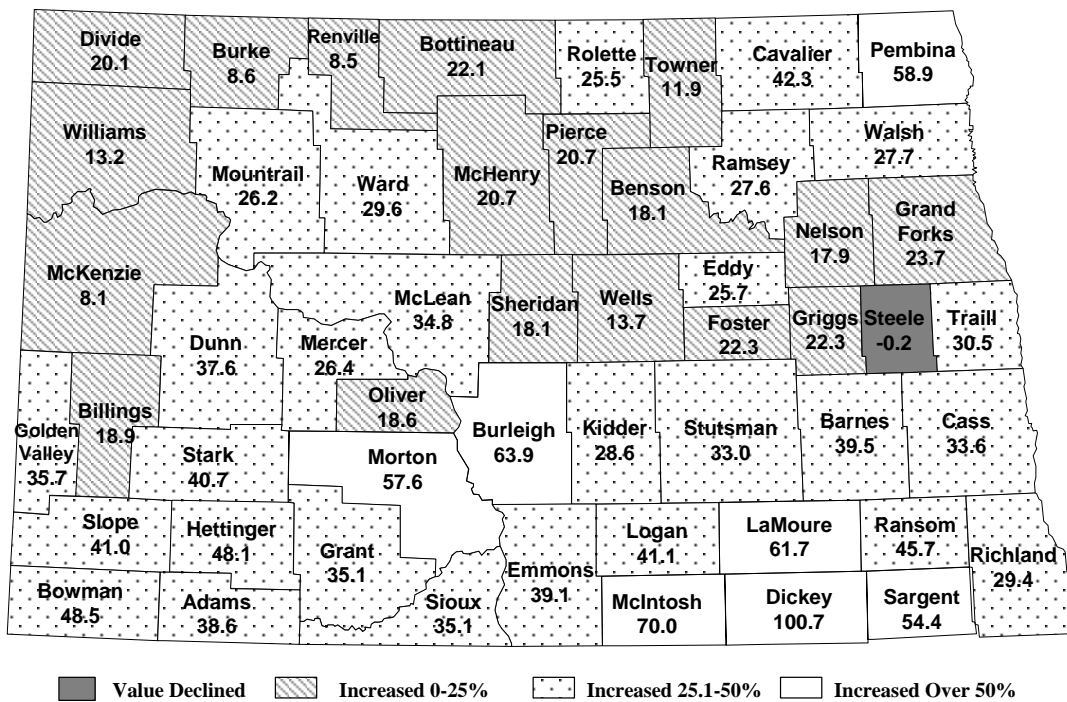 Divide
20.1
Burke
8.6
Renville
8.5
Bottineau
22.1
Rolette
25.5
Towner
11.9
Cavalier
42.3
Pembina
58.9
Williams
13.2
Mountrail
26.2
Ward
29.6
McHenry
20.7
Pierce
20.7
Benson
18.1
Ramsey
27.6
Walsh
27.7
Nelson
17.9
Grand
Forks
23.7
McKenzie
8.1
Dunn
37.6
Mercer
26.4
McLean
34.8
Sheridan
18.1
Wells
13.7
Eddy
25.7
Foster
22.3
Griggs
22.3
Steele
-0.2
Traill
30.5
Golden
Valley
35.7
Billings
18.9
Stark
40.7
Oliver
18.6
Morton
57.6
Burleigh
63.9
Kidder
28.6
Stutsman
33.0
Barnes
39.5
Cass
33.6
Slope
41.0
Hettinger
48.1
Grant
35.1
Bowman
48.5
Adams
38.6
Sioux
35.1
Emmons
39.1
Logan
41.1
LaMoure
61.7
Ransom
45.7
Richland
29.4
McIntosh
70.0
Dickey
100.7
Sargent
54.4
Value Declined
Increased 0-25%
Increased 25.1-50%
Increased Over 50%